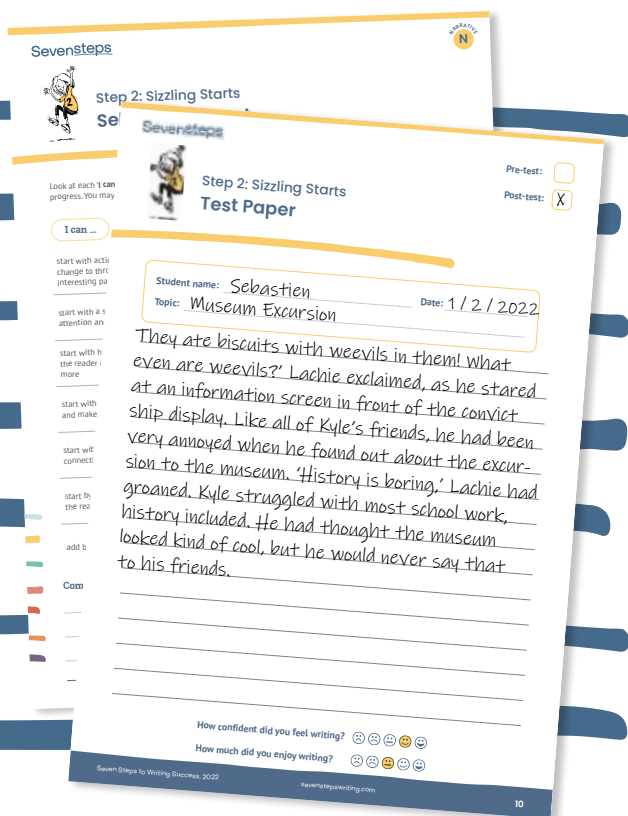 Sevensteps
NARRATIVE
N
2
Step 2: Sizzling Starts
Look at each 'I can
progress. You may
I can ...
start with
change to
interesting
start with a
attention
start with
the reader
more
start with
and make
start
start by
the
add
Sevensteps
Step 2: Sizzling Starts
Test Paper
Pre-test:
Post-test: X
Student name: Sebastien
Date: 1 / 2 / 2022
Topic: Museum Excursion
They ate biscuits with weevils in them! What
even are weevils?’ Lachie exclaimed, as he stared
at an information screen in front of the convict
ship display. Like all of Kyle’s friends, he had been
very annoyed when he found out about the excur-
sion to the museum. ‘History is boring,’ Lachie had
groaned. Kyle struggled with most school work,
history included. He had thought the museum
looked kind of cool, but he would never say that
to his friends.
How confident did you feel writing?
How much did you enjoy writing?
Seven Steps to Writing Success. 2022
sevenstepswriting.com
10